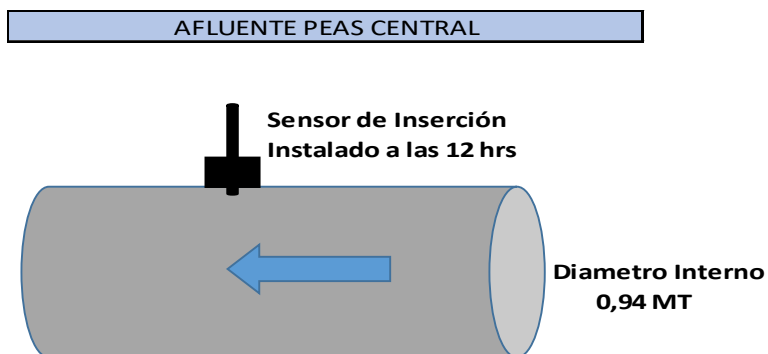 AFLUENTE PEAS CENTRAL
Sensor de Inserción
Instalado a las 12 hrs
Diametro Interno
0,94 MT